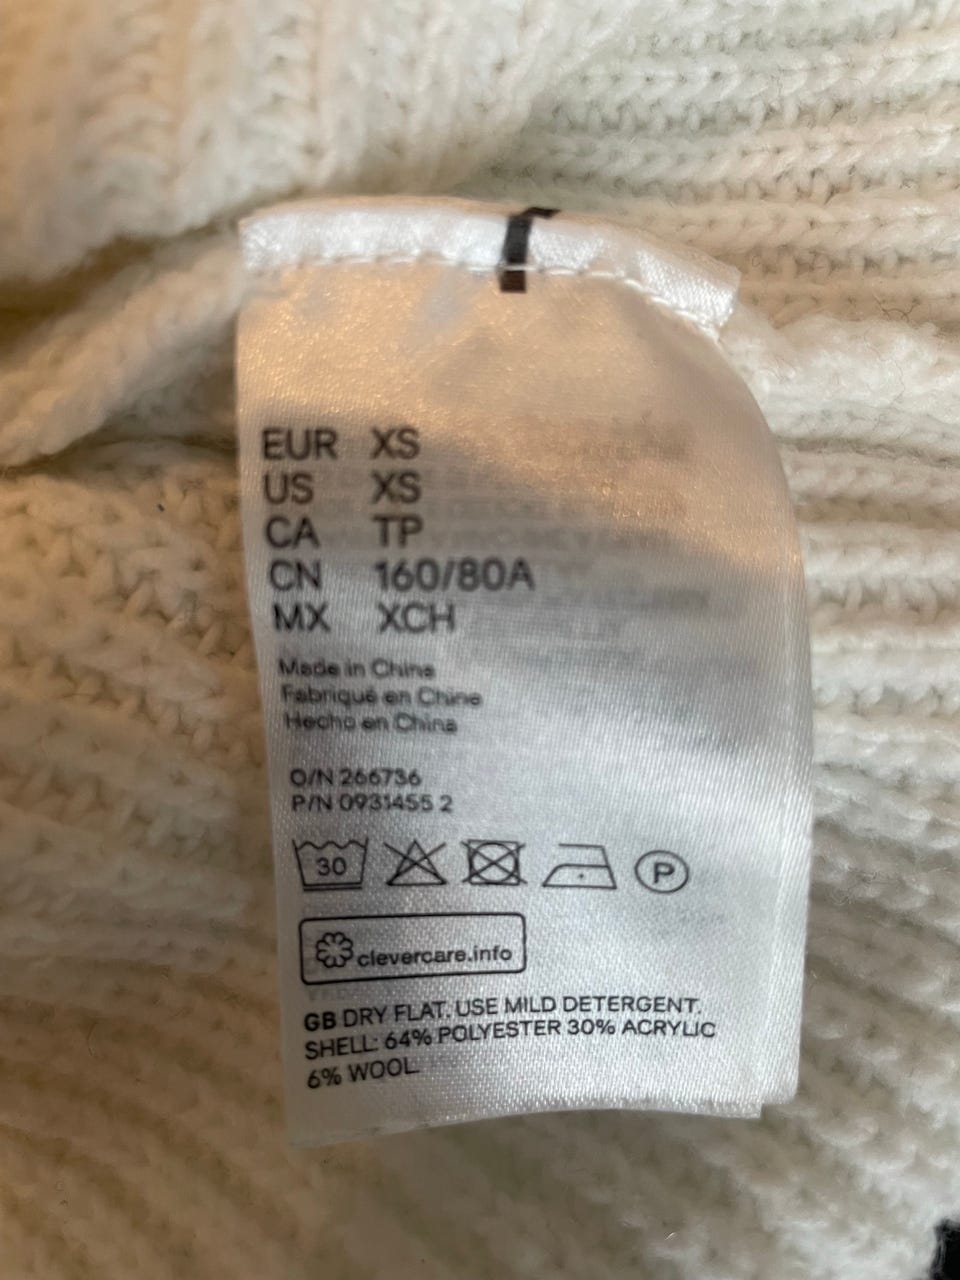 EUR XS
US XS
CA TP
CN 160/80A
MX XCH
Made in China
Fabriqué en Chine
Hecho en China
O/N 266736
P/N 0931455 2
30
P
clevercare.info
GB DRY FLAT. USE MILD DETERGENT.
SHELL: 64% POLYESTER 30% ACRYLIC
6% WOOL